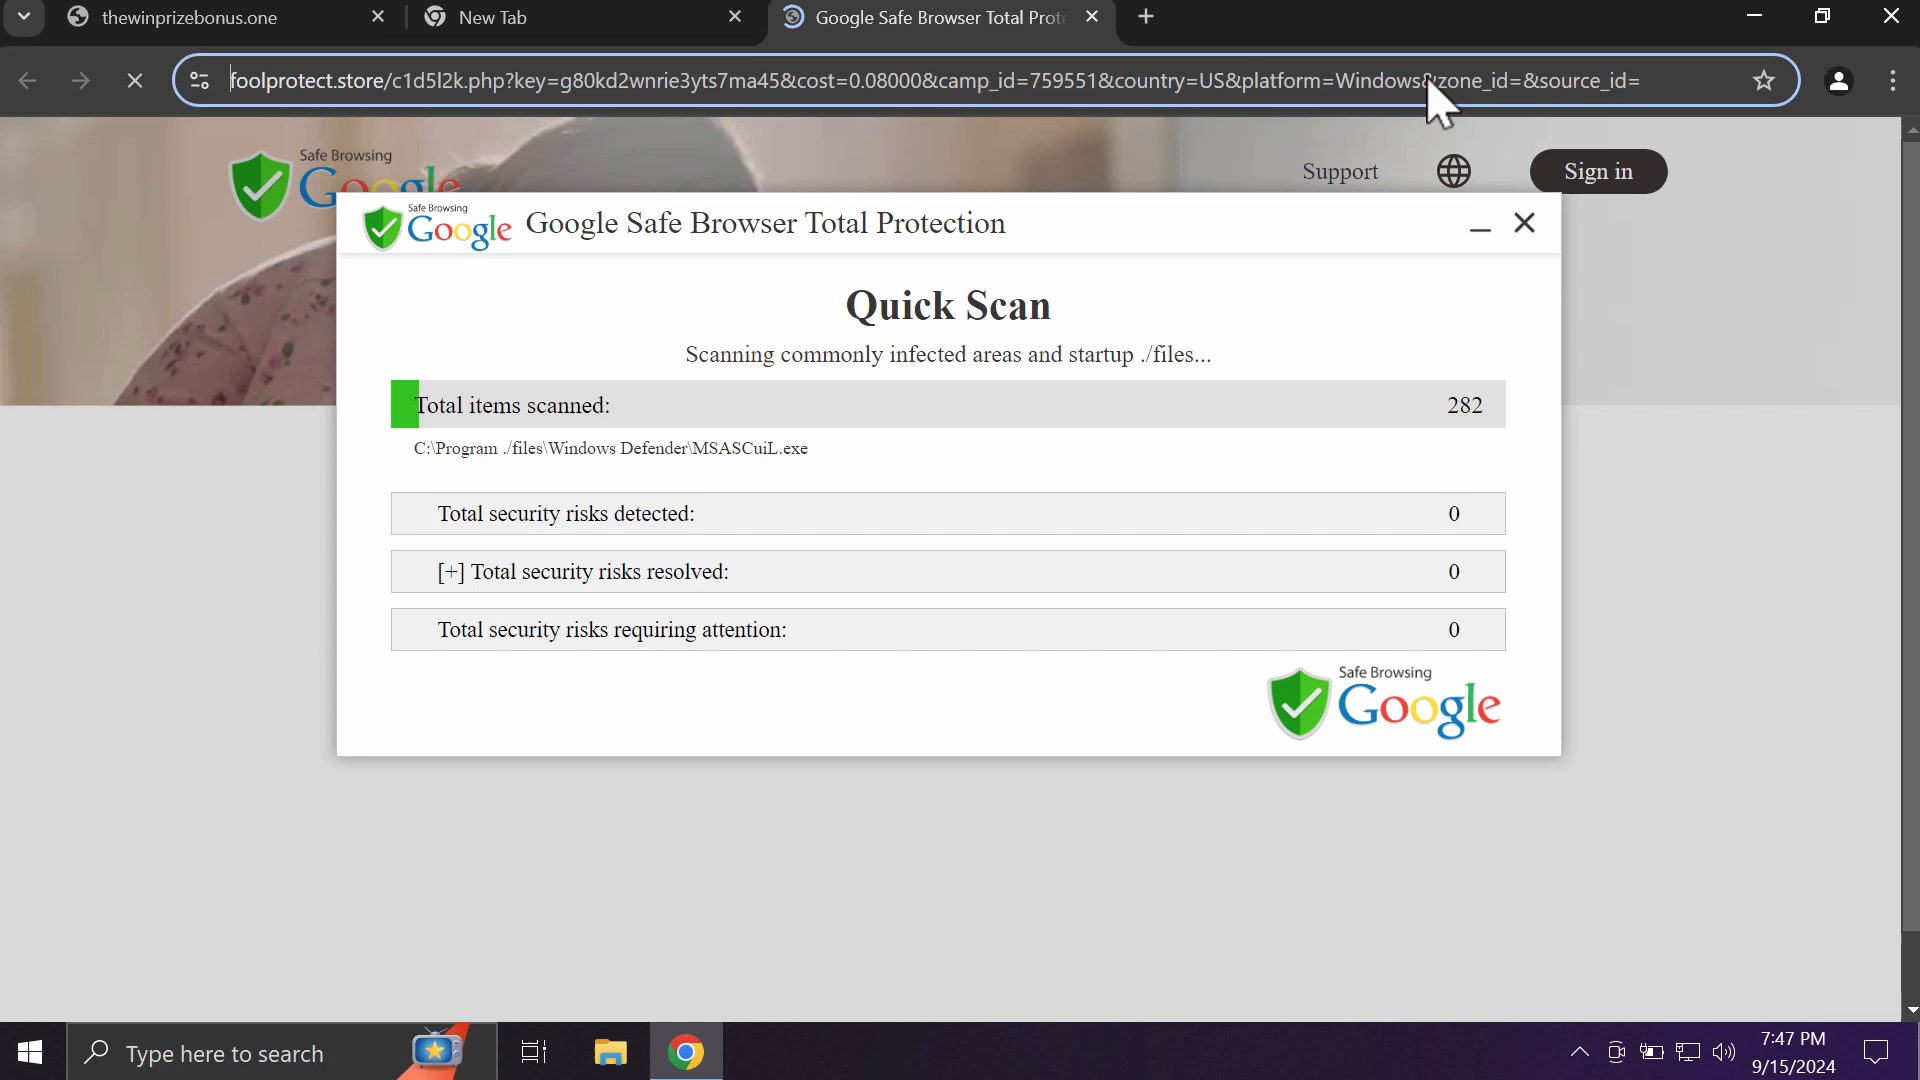 thewinprizebonus.one
New Tab
Google Safe Browser Total Prote
foolprotect.store/c1d5l2k.php?key=g80kd2wnrie3yts7ma45&cost=0.08000&camp_id=759551&country=US&platform=Windows&zone_id=&source_id=
Safe Browsing
Google
Support
Sign in
Safe Browsing
Google
Google Safe Browser Total Protection
Quick Scan
Scanning commonly infected areas and startup ./files...
Total items scanned: 282
C:\Program ./files\Windows Defender\MSASCuiL.exe
Total security risks detected: 0
[+] Total security risks resolved: 0
Total security risks requiring attention: 0
Safe Browsing
Google
Type here to search
7:47 PM
9/15/2024